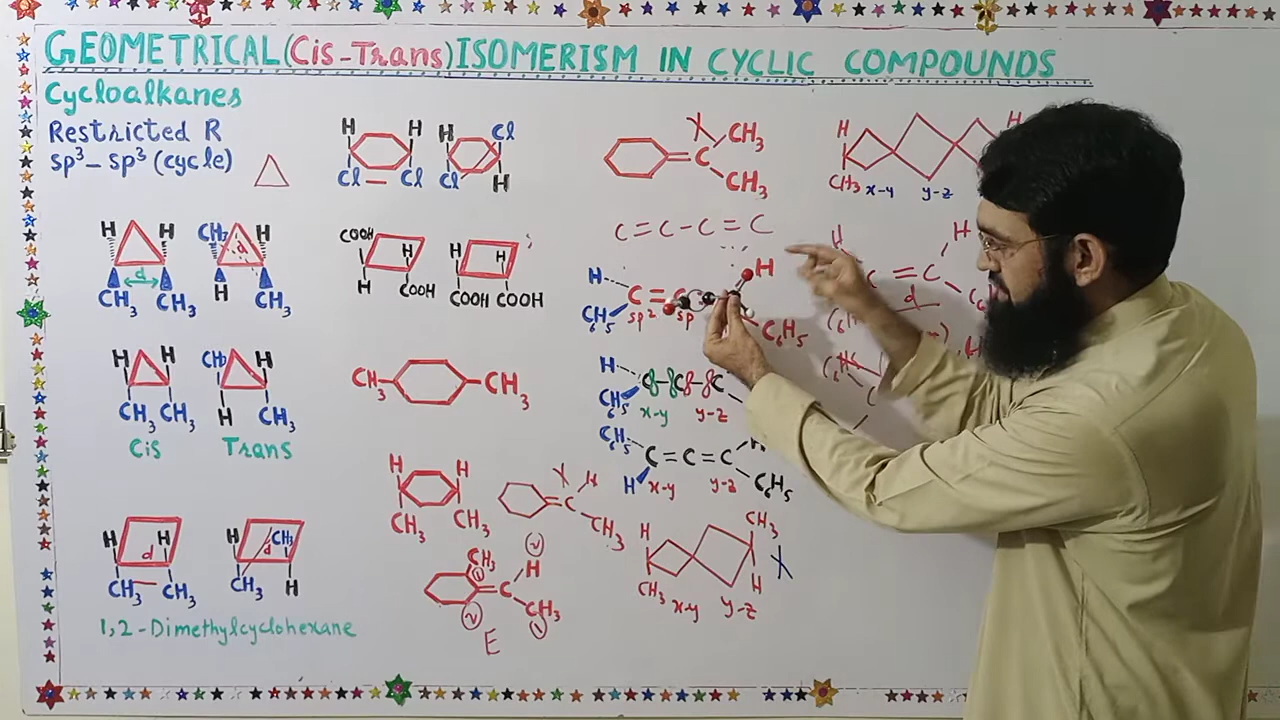 GEOMETRICAL (Cis-Trans) ISOMERISM IN CYCLIC COMPOUNDS
Cycloalkanes
Restricted R
sp³-sp³ (cycle)
H H
Cl Cl
H Cl
Cl H
X CH₃
C
CH₃
H H
CH₃ x-y y-z
C=C-C=C
H H
CH₃ d CH₃
CH₃ d H
H CH₃
COOH H
H COOH
H H
COOH COOH
H
C₆H₅
C=C
sp² sp
H
C₆H₅
H
C=C
d
H H
CH₃ CH₃
Cis
CH₃ H
H CH₃
Trans
CH₃ CH₃
H
C₆H₅
C C C
x-y y-z
C₆H₅
H
C=C=C
H
C₆H₅
x-y y-z
H H
CH₃ CH₃
X H
C
CH₃
H H
d
CH₃ CH₃
H CH₃
d
CH₃ H
CH₃
C
H
CH₃
E
H CH₃
CH₃ H
x-y y-z
X
1,2-Dimethylcyclohexane